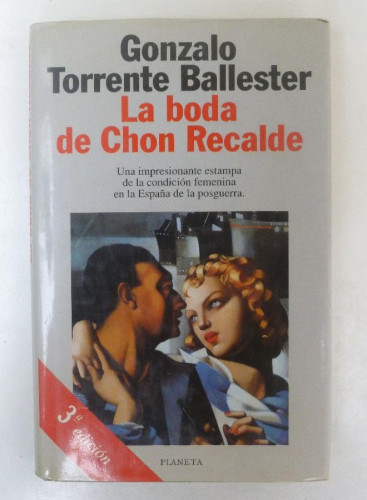 Gonzalo
Torrente Ballester
La boda
de Chon Recalde
Una impresionante estampa
de la condición femenina
en la España de la posguerra.
3ª edición
PLANETA